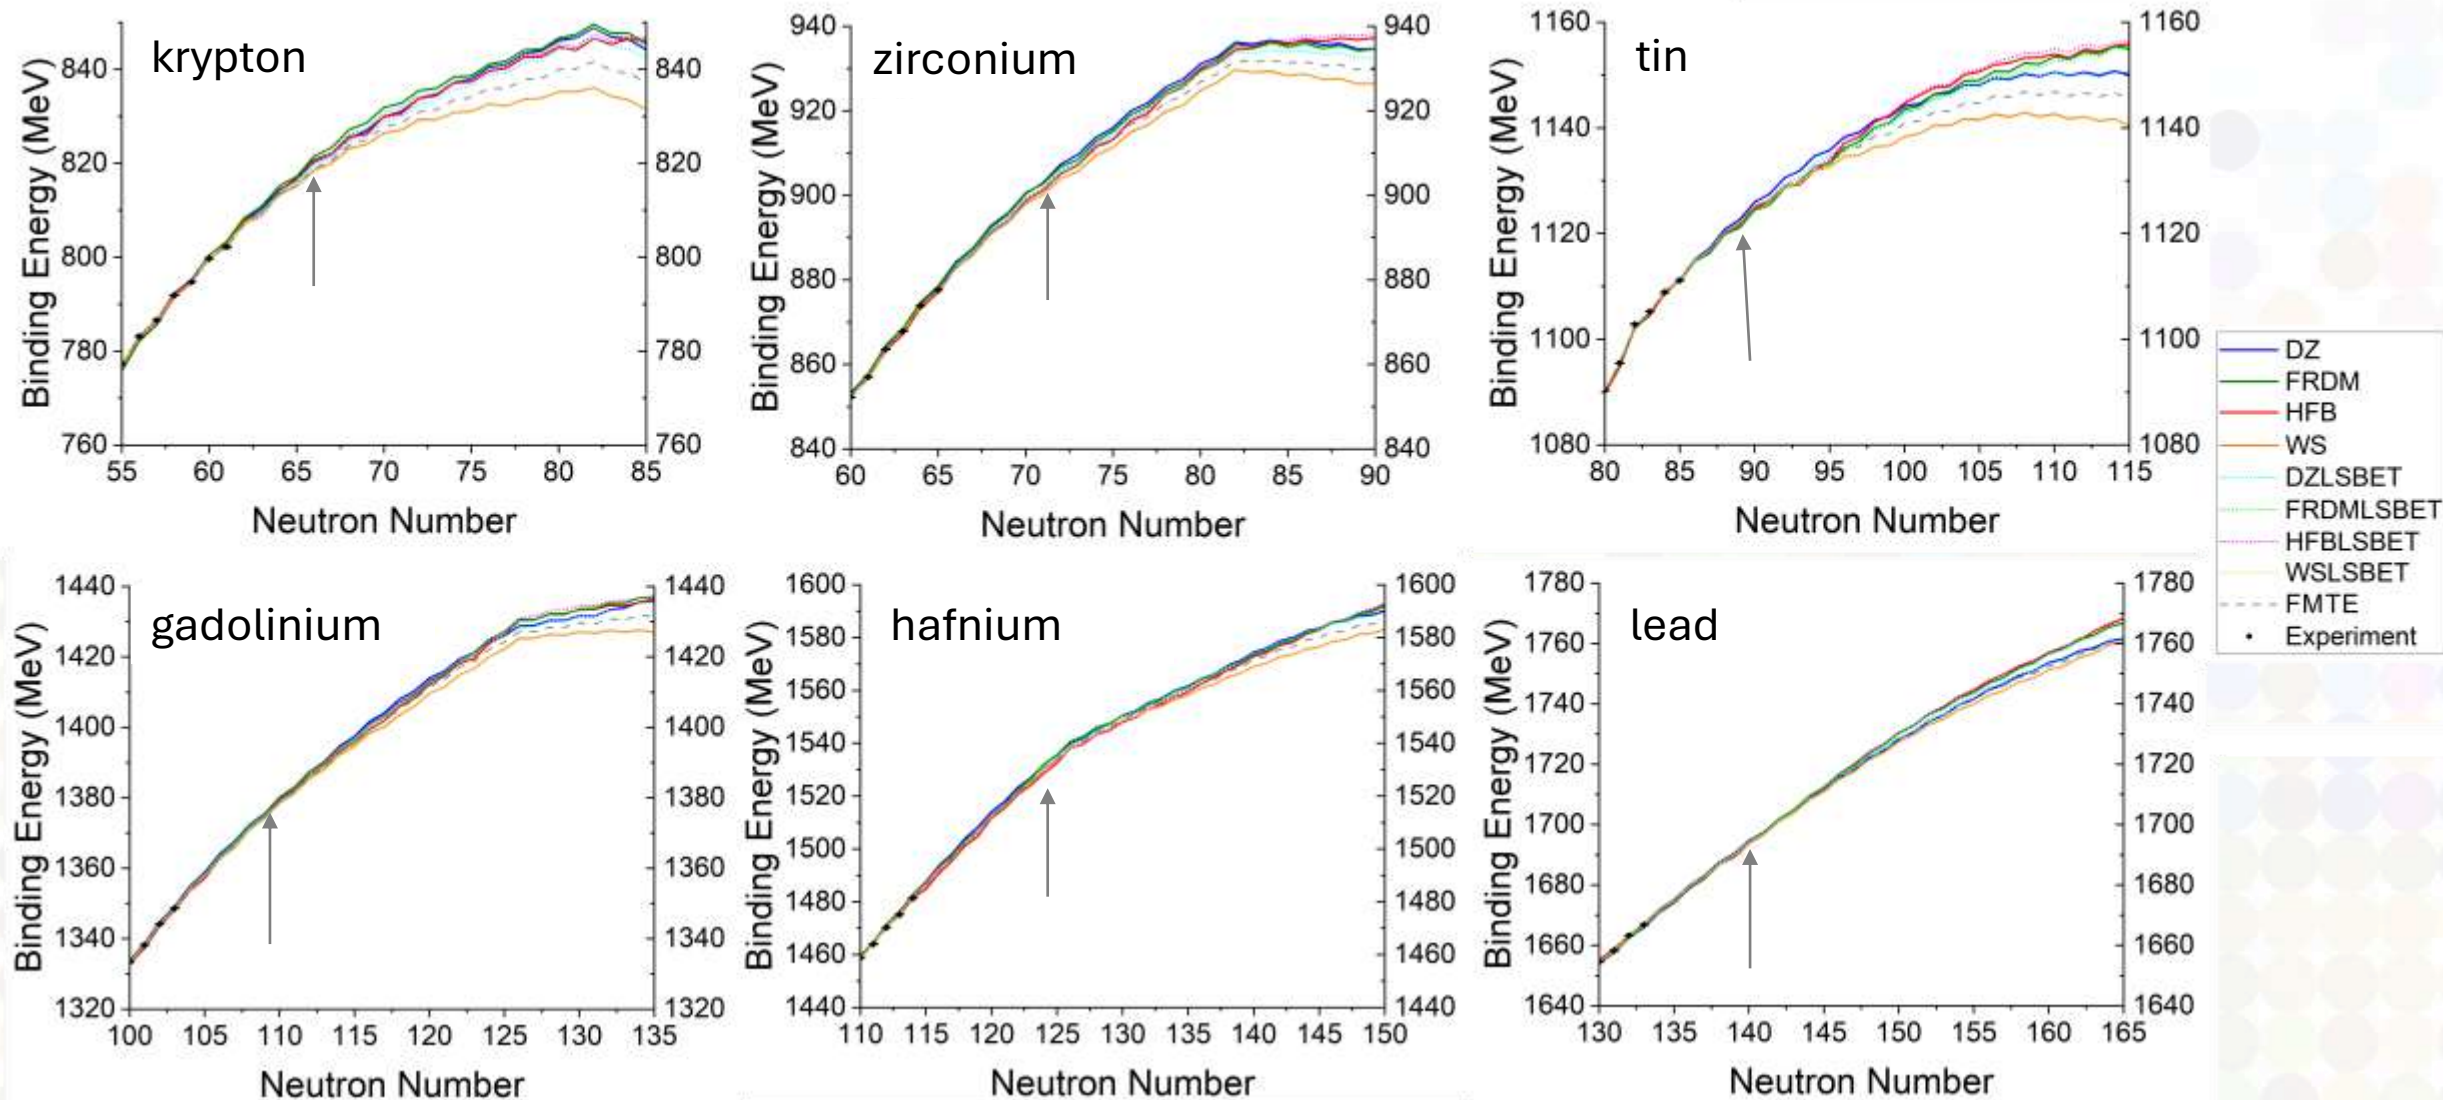 krypton
840
820
800
780
760
840
820
800
780
760
55 60 65 70 75 80 85
Binding Energy (MeV)
Neutron Number
zirconium
940
920
900
880
860
840
940
920
900
880
860
840
60 65 70 75 80 85 90
Binding Energy (MeV)
Neutron Number
tin
1160
1140
1120
1100
1080
1160
1140
1120
1100
1080
80 85 90 95 100 105 110 115
Binding Energy (MeV)
Neutron Number
DZ
FRDM
HFB
WS
DZLSBET
FRDMLSBET
HFBLSBET
WSLSBET
FMTE
Experiment
gadolinium
1440
1420
1400
1380
1360
1340
1320
1440
1420
1400
1380
1360
1340
1320
100 105 110 115 120 125 130 135
Binding Energy (MeV)
Neutron Number
hafnium
1600
1580
1560
1540
1520
1500
1480
1460
1440
1600
1580
1560
1540
1520
1500
1480
1460
1440
110 115 120 125 130 135 140 145 150
Binding Energy (MeV)
Neutron Number
lead
1780
1760
1740
1720
1700
1680
1660
1640
1780
1760
1740
1720
1700
1680
1660
1640
130 135 140 145 150 155 160 165
Binding Energy (MeV)
Neutron Number